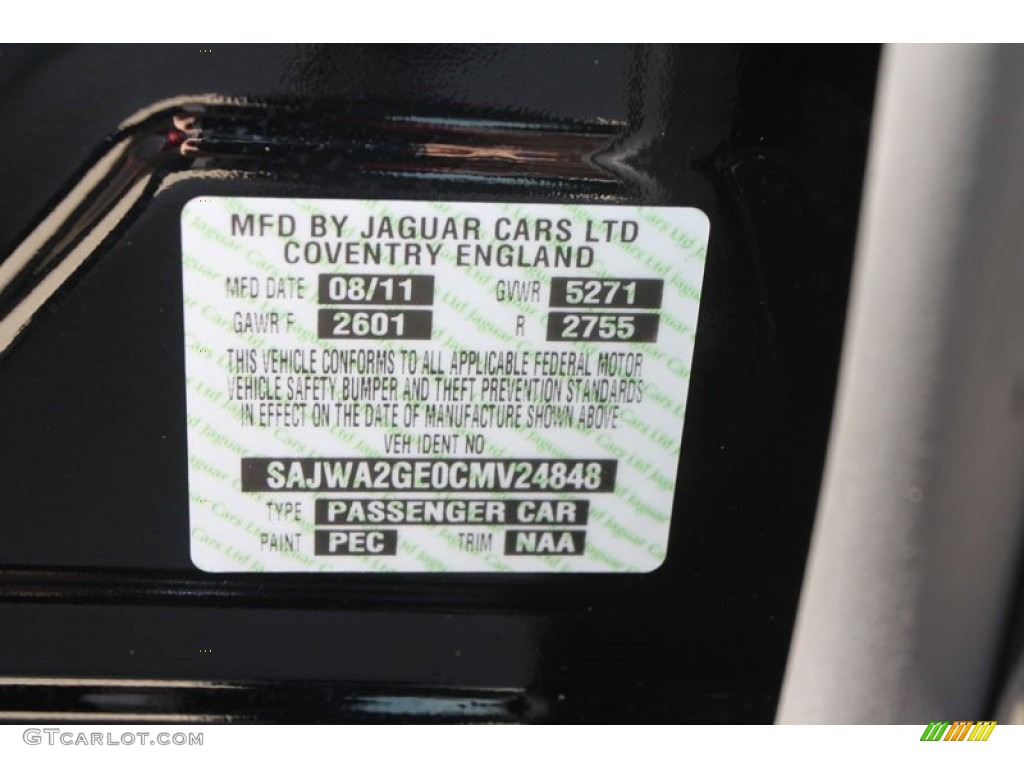 MFD BY JAGUAR CARS LTD
COVENTRY ENGLAND
MFD DATE 08/11 GVWR 5271
GAWR F 2601 R 2755
THIS VEHICLE CONFORMS TO ALL APPLICABLE FEDERAL MOTOR
VEHICLE SAFETY BUMPER AND THEFT PREVENTION STANDARDS
IN EFFECT ON THE DATE OF MANUFACTURE SHOWN ABOVE
VEH IDENT NO
SAJWA2GE0CMV24848
TYPE PASSENGER CAR
PAINT PEC TRIM NAA
GTCARLOT.COM